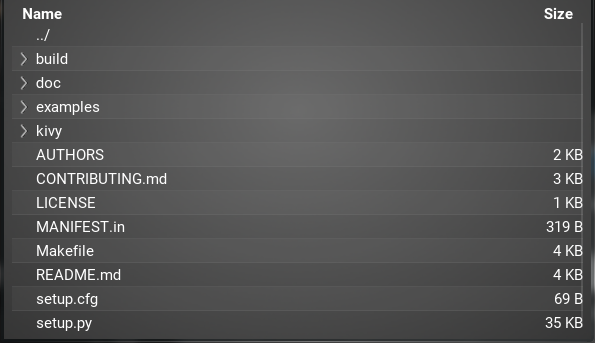 Name Size
../
build
doc
examples
kivy
AUTHORS 2 KB
CONTRIBUTING.md 3 KB
LICENSE 1 KB
MANIFEST.in 319 B
Makefile 4 KB
README.md 4 KB
setup.cfg 69 B
setup.py 35 KB